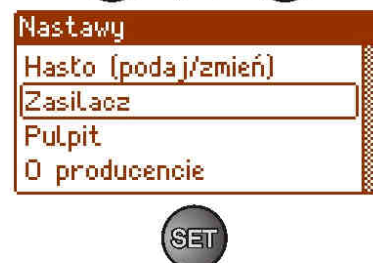 Nastawy
Hasło (podaj/zmień)
Zasilacz
Pulpit
O producencie
SET